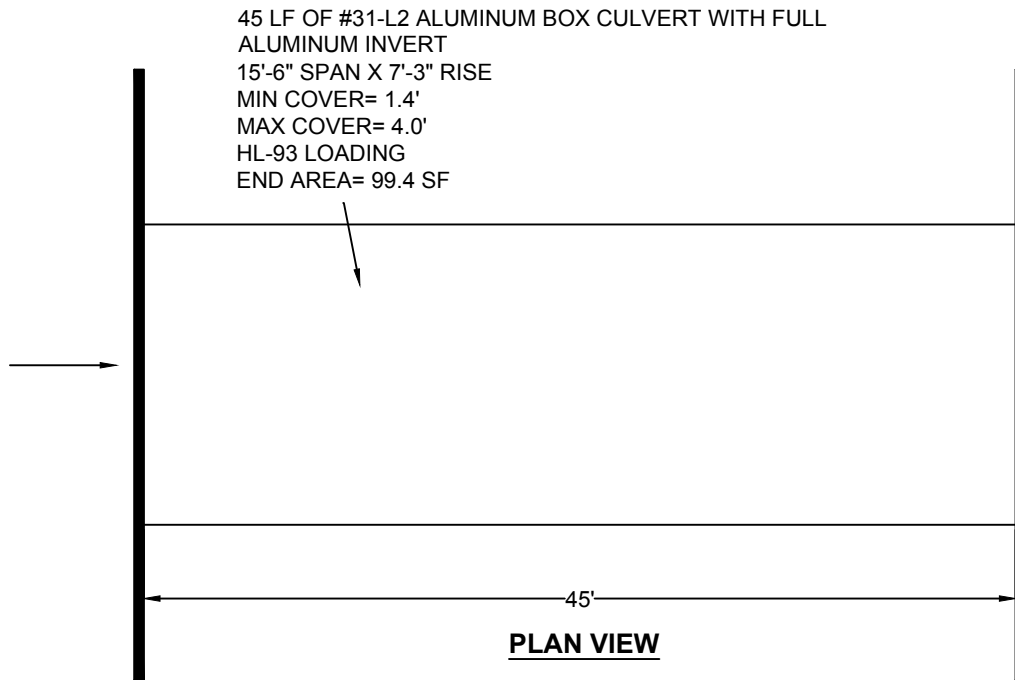 45 LF OF #31-L2 ALUMINUM BOX CULVERT WITH FULL
ALUMINUM INVERT
15'-6" SPAN X 7'-3" RISE
MIN COVER= 1.4'
MAX COVER= 4.0'
HL-93 LOADING
END AREA= 99.4 SF
45'
PLAN VIEW